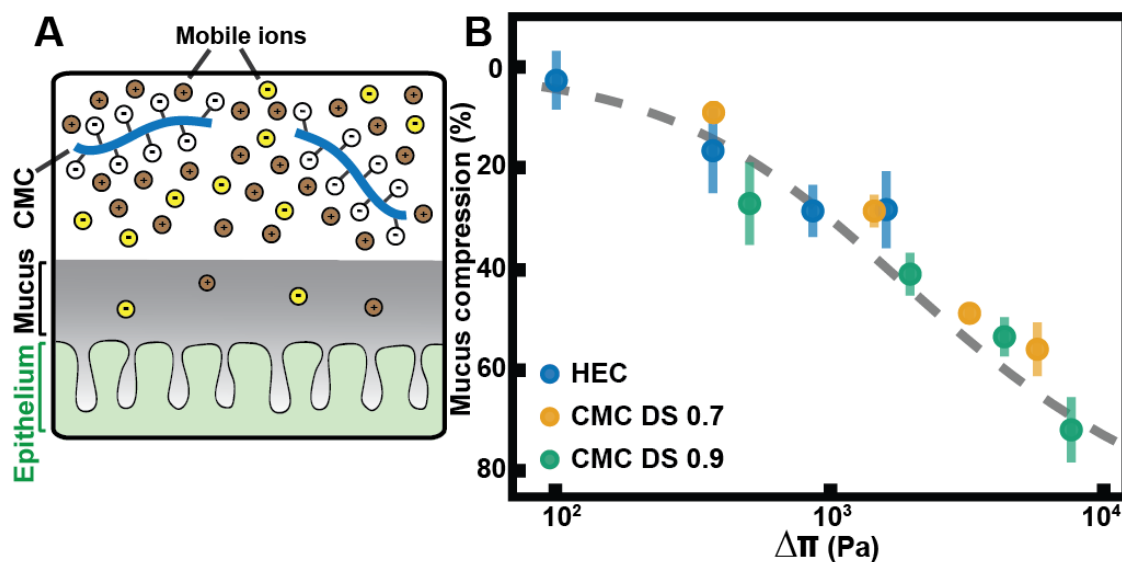 A
Mobile ions
CMC
Mucus
Epithelium
B
Mucus compression (%)
0
20
40
60
80
HEC
CMC DS 0.7
CMC DS 0.9
10²
10³
10⁴
Δπ (Pa)